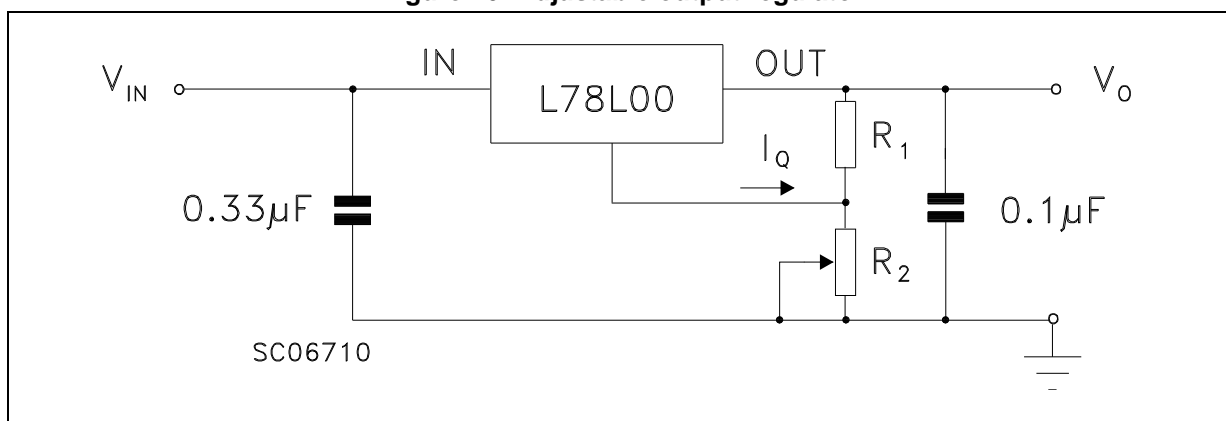 IN
OUT
V_IN
L78L00
V_O
R_1
I_Q
0.33µF
0.1µF
R_2
SC06710